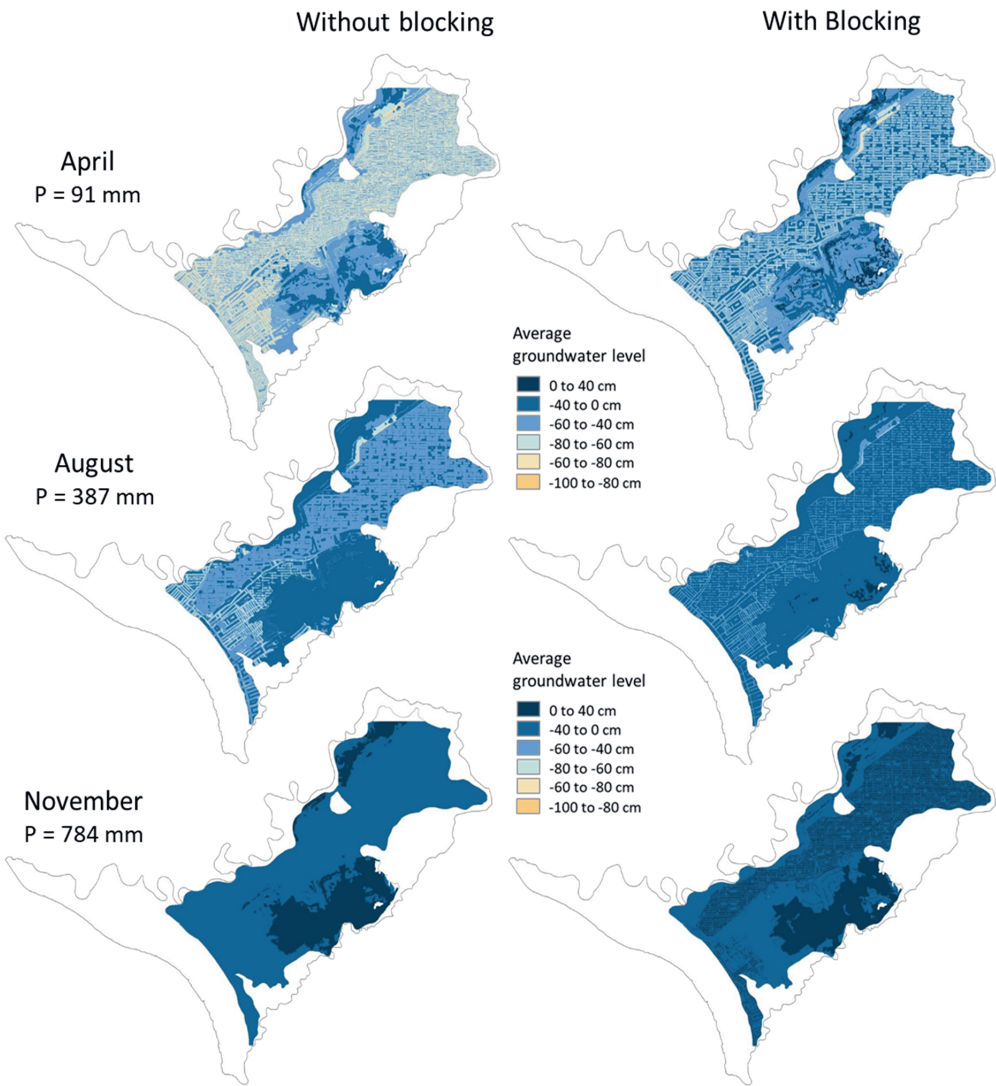 Without blocking
With Blocking
April
P = 91 mm
Average
groundwater level
0 to 40 cm
-40 to 0 cm
-60 to -40 cm
-80 to -60 cm
-60 to -80 cm
-100 to -80 cm
August
P = 387 mm
Average
groundwater level
0 to 40 cm
-40 to 0 cm
-60 to -40 cm
-80 to -60 cm
-60 to -80 cm
-100 to -80 cm
November
P = 784 mm